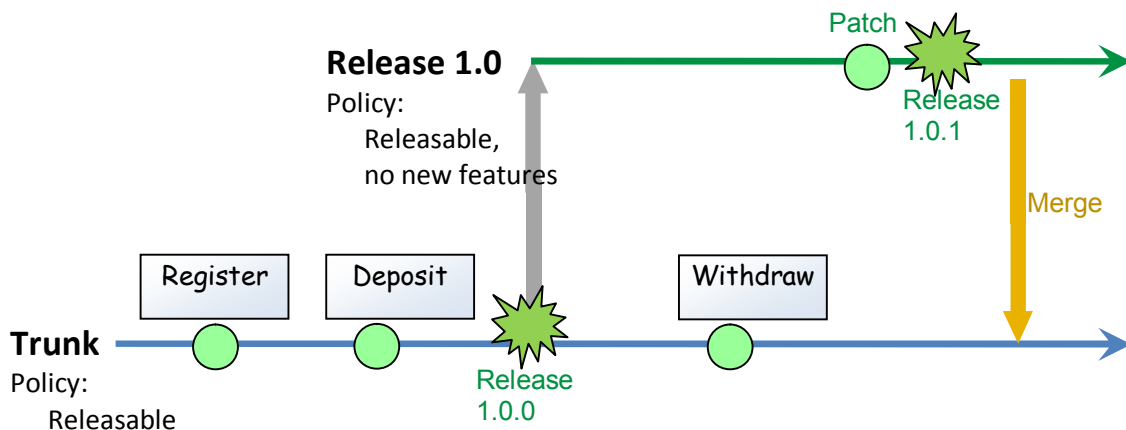 Patch
Release 1.0
Policy:
Releasable,
no new features
Release
1.0.1
Merge
Register
Deposit
Withdraw
Trunk
Policy:
Releasable
Release
1.0.0